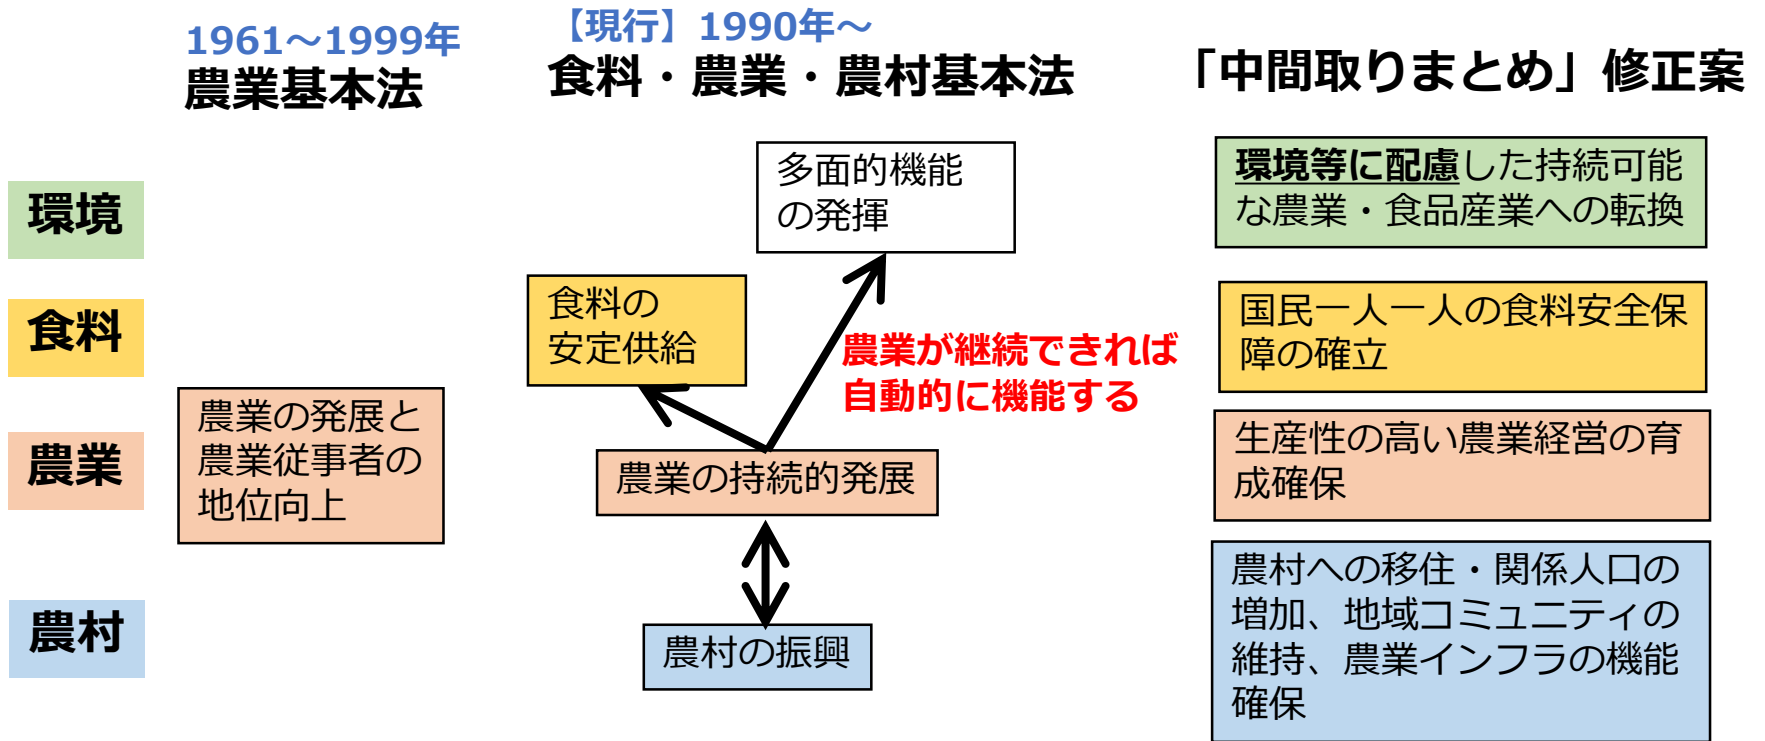 1961～1999年
農業基本法
【現行】1990年～
食料・農業・農村基本法
「中間取りまとめ」修正案
環境
食料
農業
農村
農業の発展と
農業従事者の
地位向上
多面的機能
の発揮
食料の
安定供給
農業が継続できれば
自動的に機能する
農業の持続的発展
農村の振興
環境等に配慮した持続可能
な農業・食品産業への転換
国民一人一人の食料安全保
障の確立
生産性の高い農業経営の育
成確保
農村への移住・関係人口の
増加、地域コミュニティの
維持、農業インフラの機能
確保